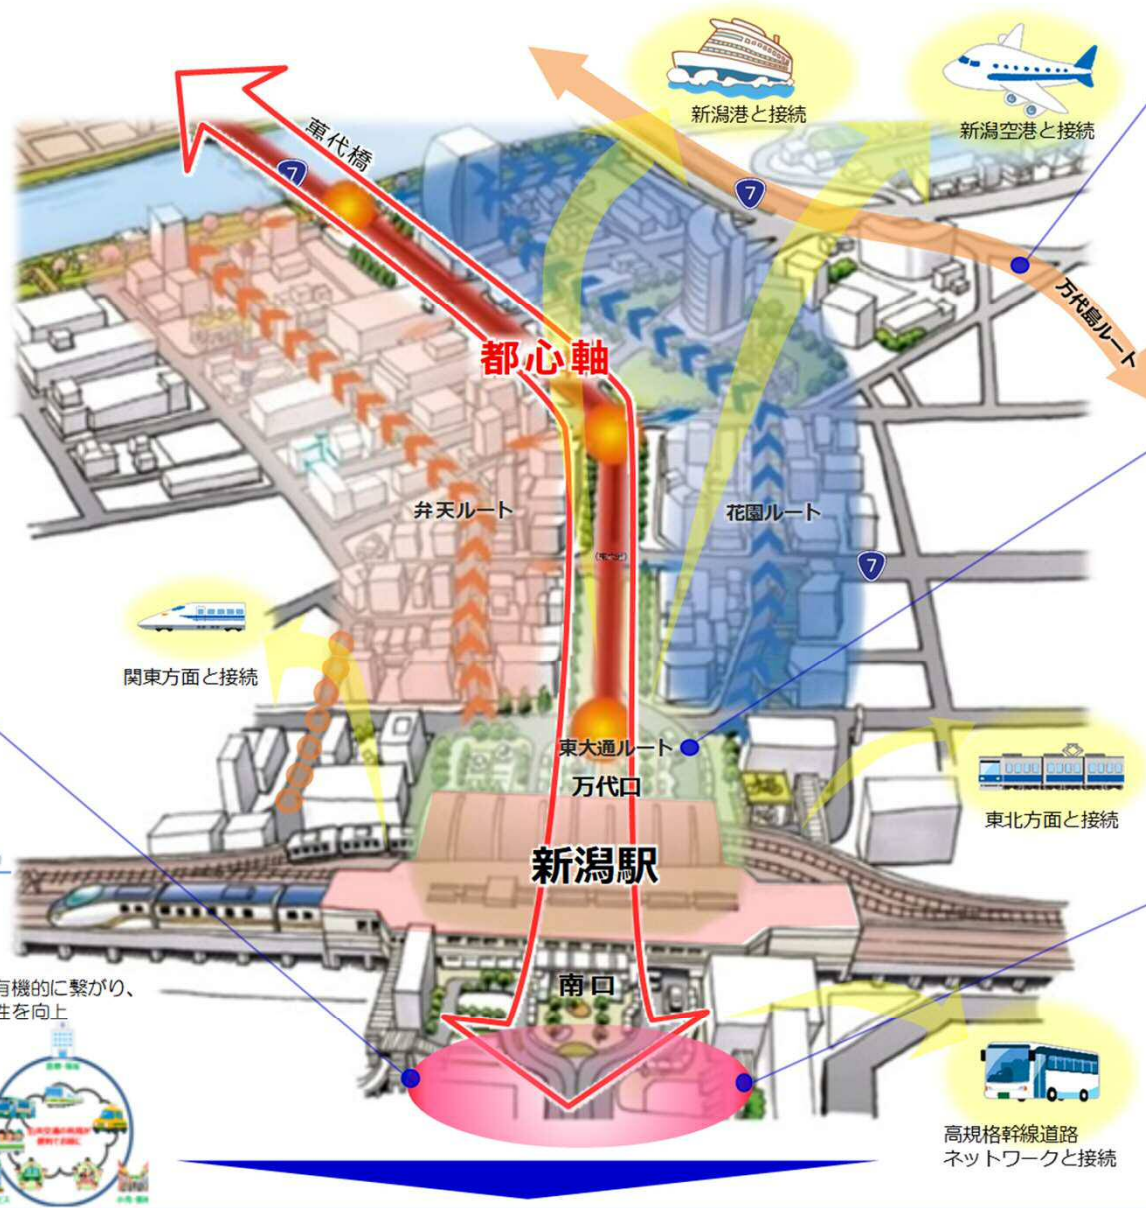 新潟港と接続
新潟空港と接続
萬代橋
7
7
万代島ルート
都心軸
弁天ルート
花園ルート
7
関東方面と接続
東大通ルート
万代口
東北方面と接続
新潟駅
南口
有機的に繋がり、
性を向上
高規格幹線道路
ネットワークと接続